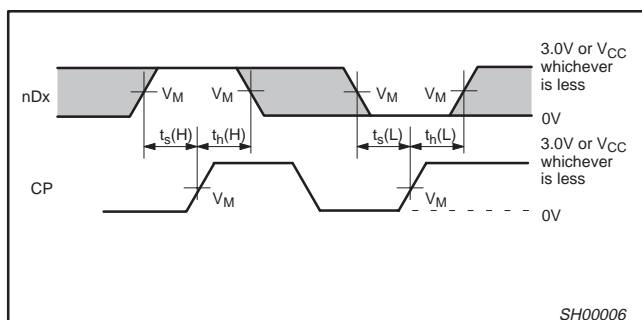 3.0V or VCC
whichever
is less
nDx
VM VM VM VM
0V
ts(H) th(H) ts(L) th(L)
3.0V or VCC
whichever
is less
CP
VM VM
0V
SH00006